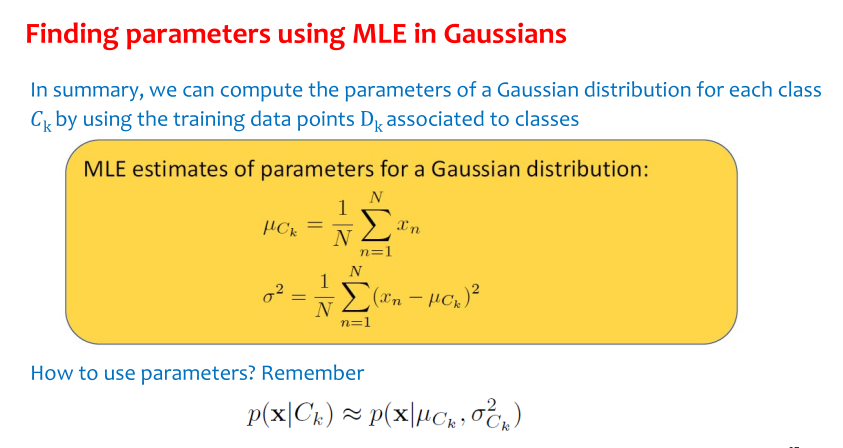 Finding parameters using MLE in Gaussians
In summary, we can compute the parameters of a Gaussian distribution for each class
$C_k$ by using the training data points $D_k$ associated to classes
MLE estimates of parameters for a Gaussian distribution:
$\mu_{C_k} = \frac{1}{N} \sum_{n=1}^{N} x_n$
$\sigma^2 = \frac{1}{N} \sum_{n=1}^{N} (x_n - \mu_{C_k})^2$
How to use parameters? Remember
$p(\mathbf{x}|C_k) \approx p(\mathbf{x}|\mu_{C_k}, \sigma^2_{C_k})$